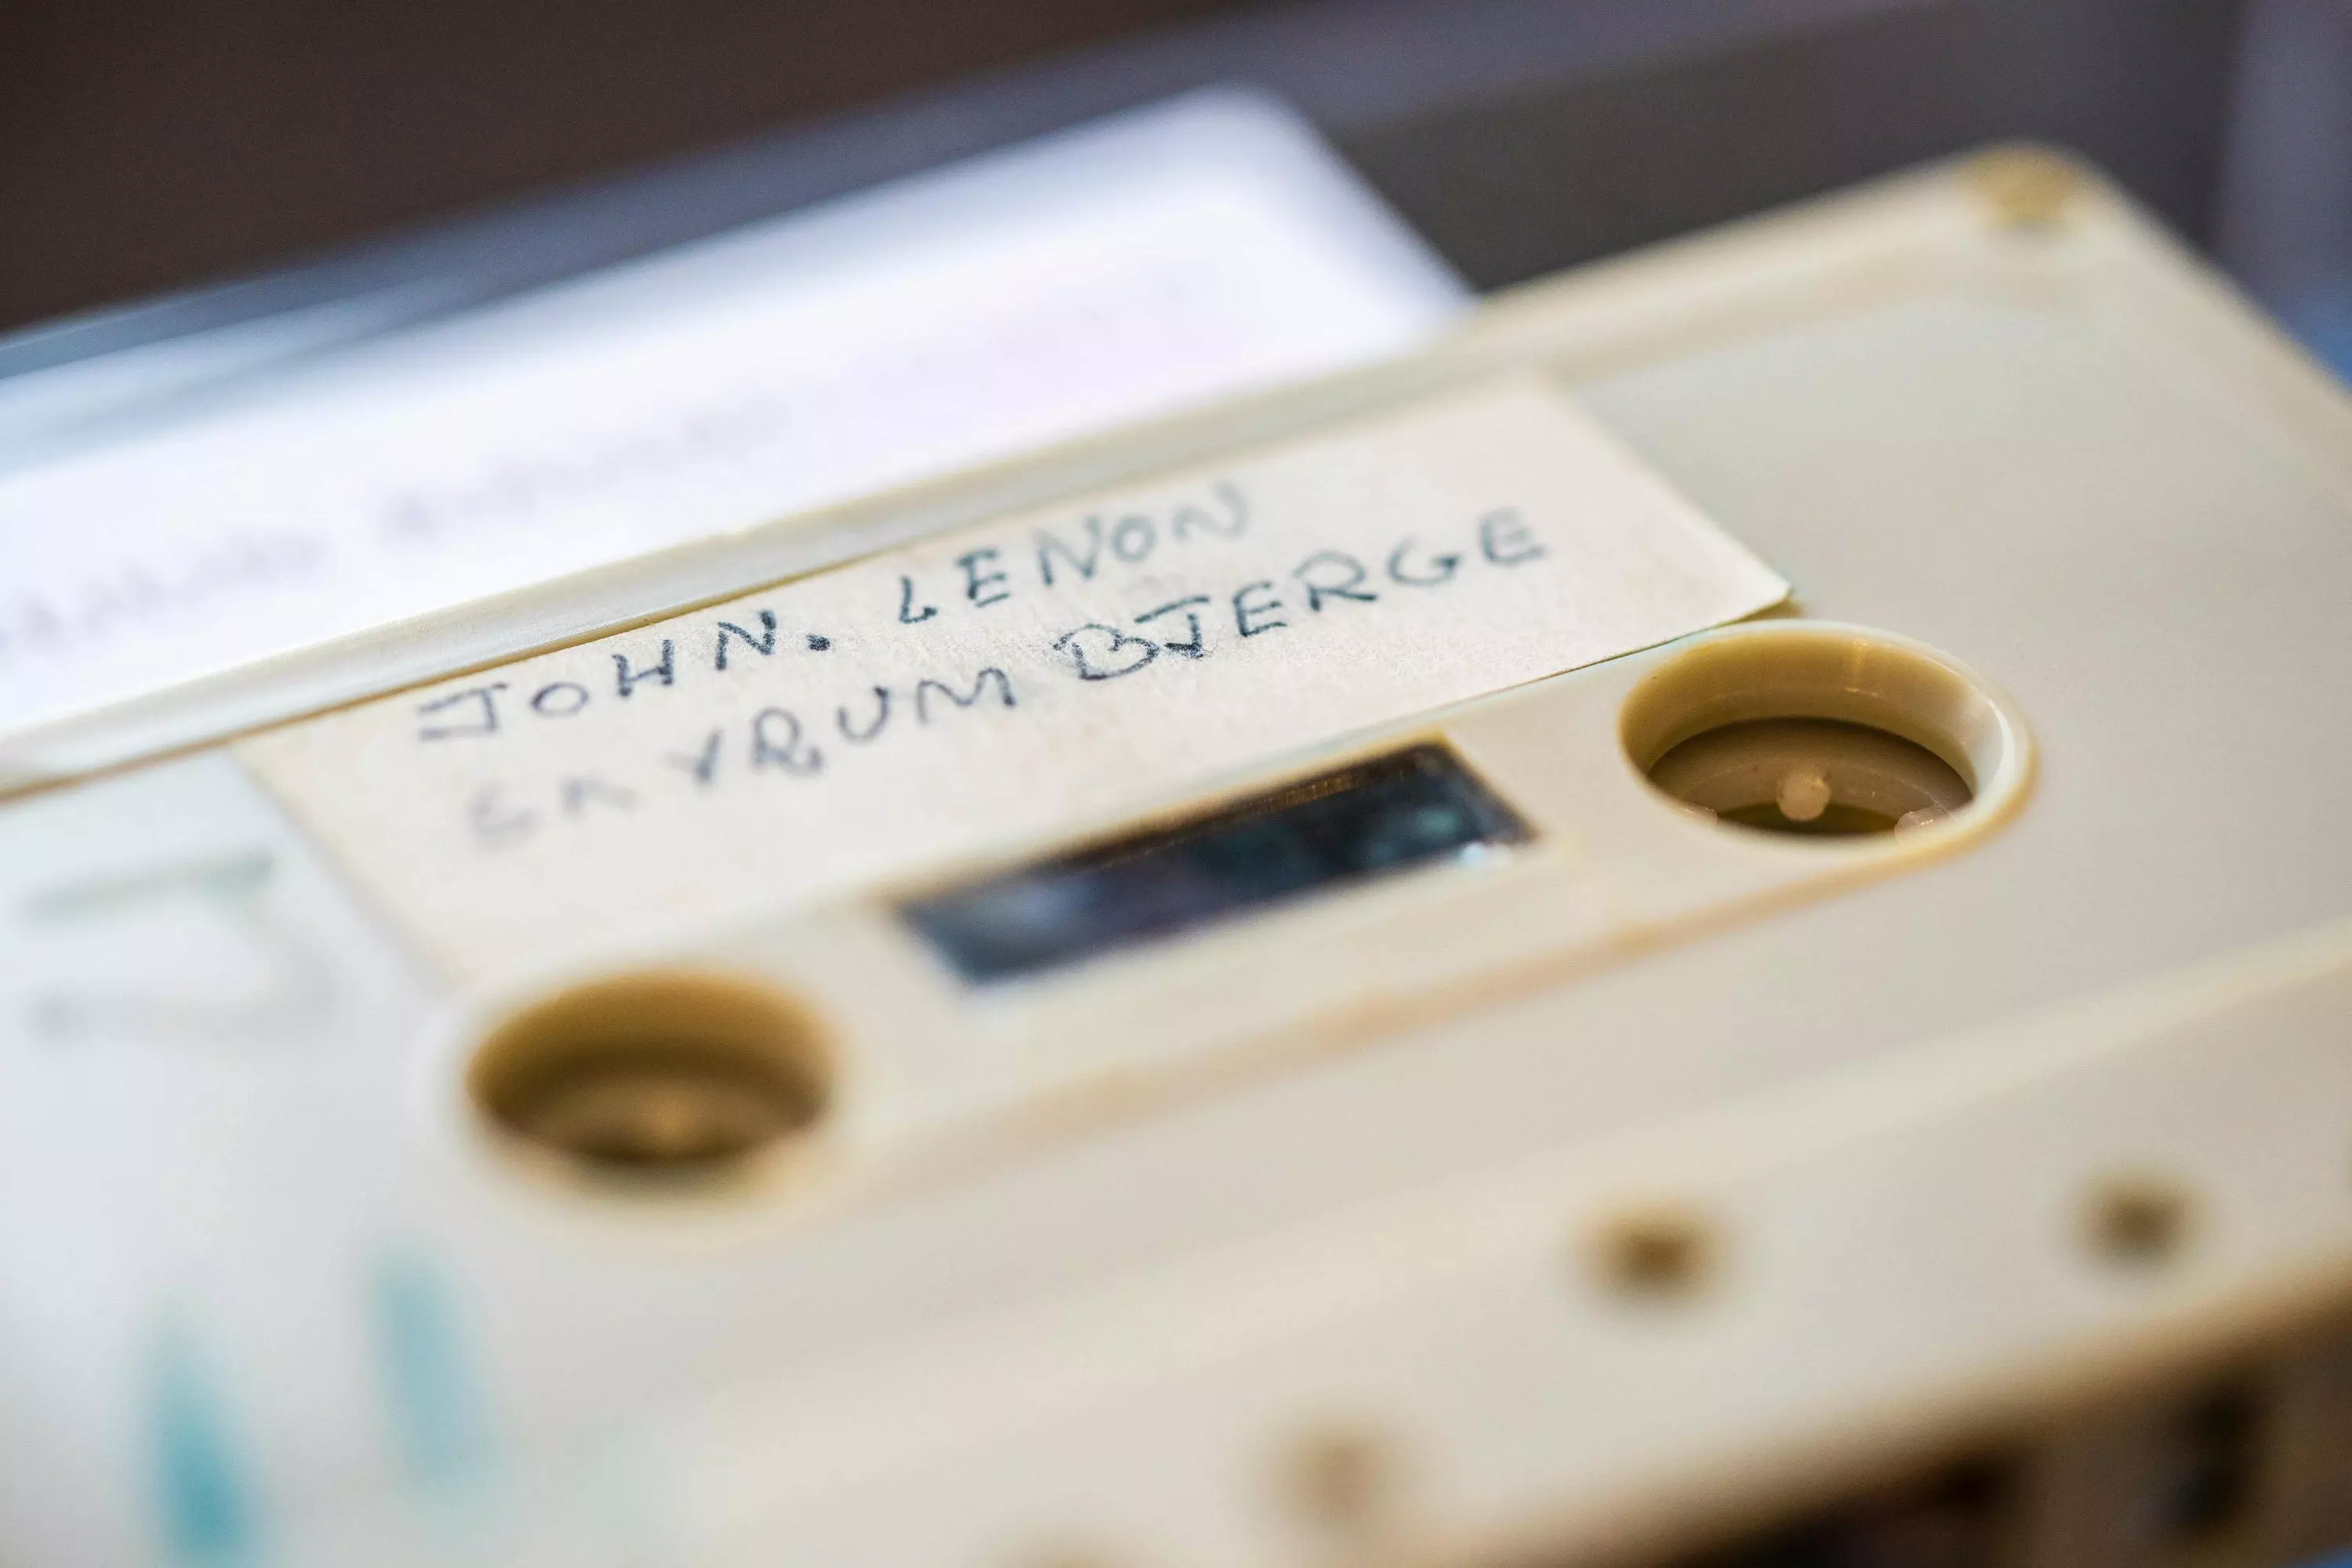 JOHN. LENON
SKYRUM BJERGE